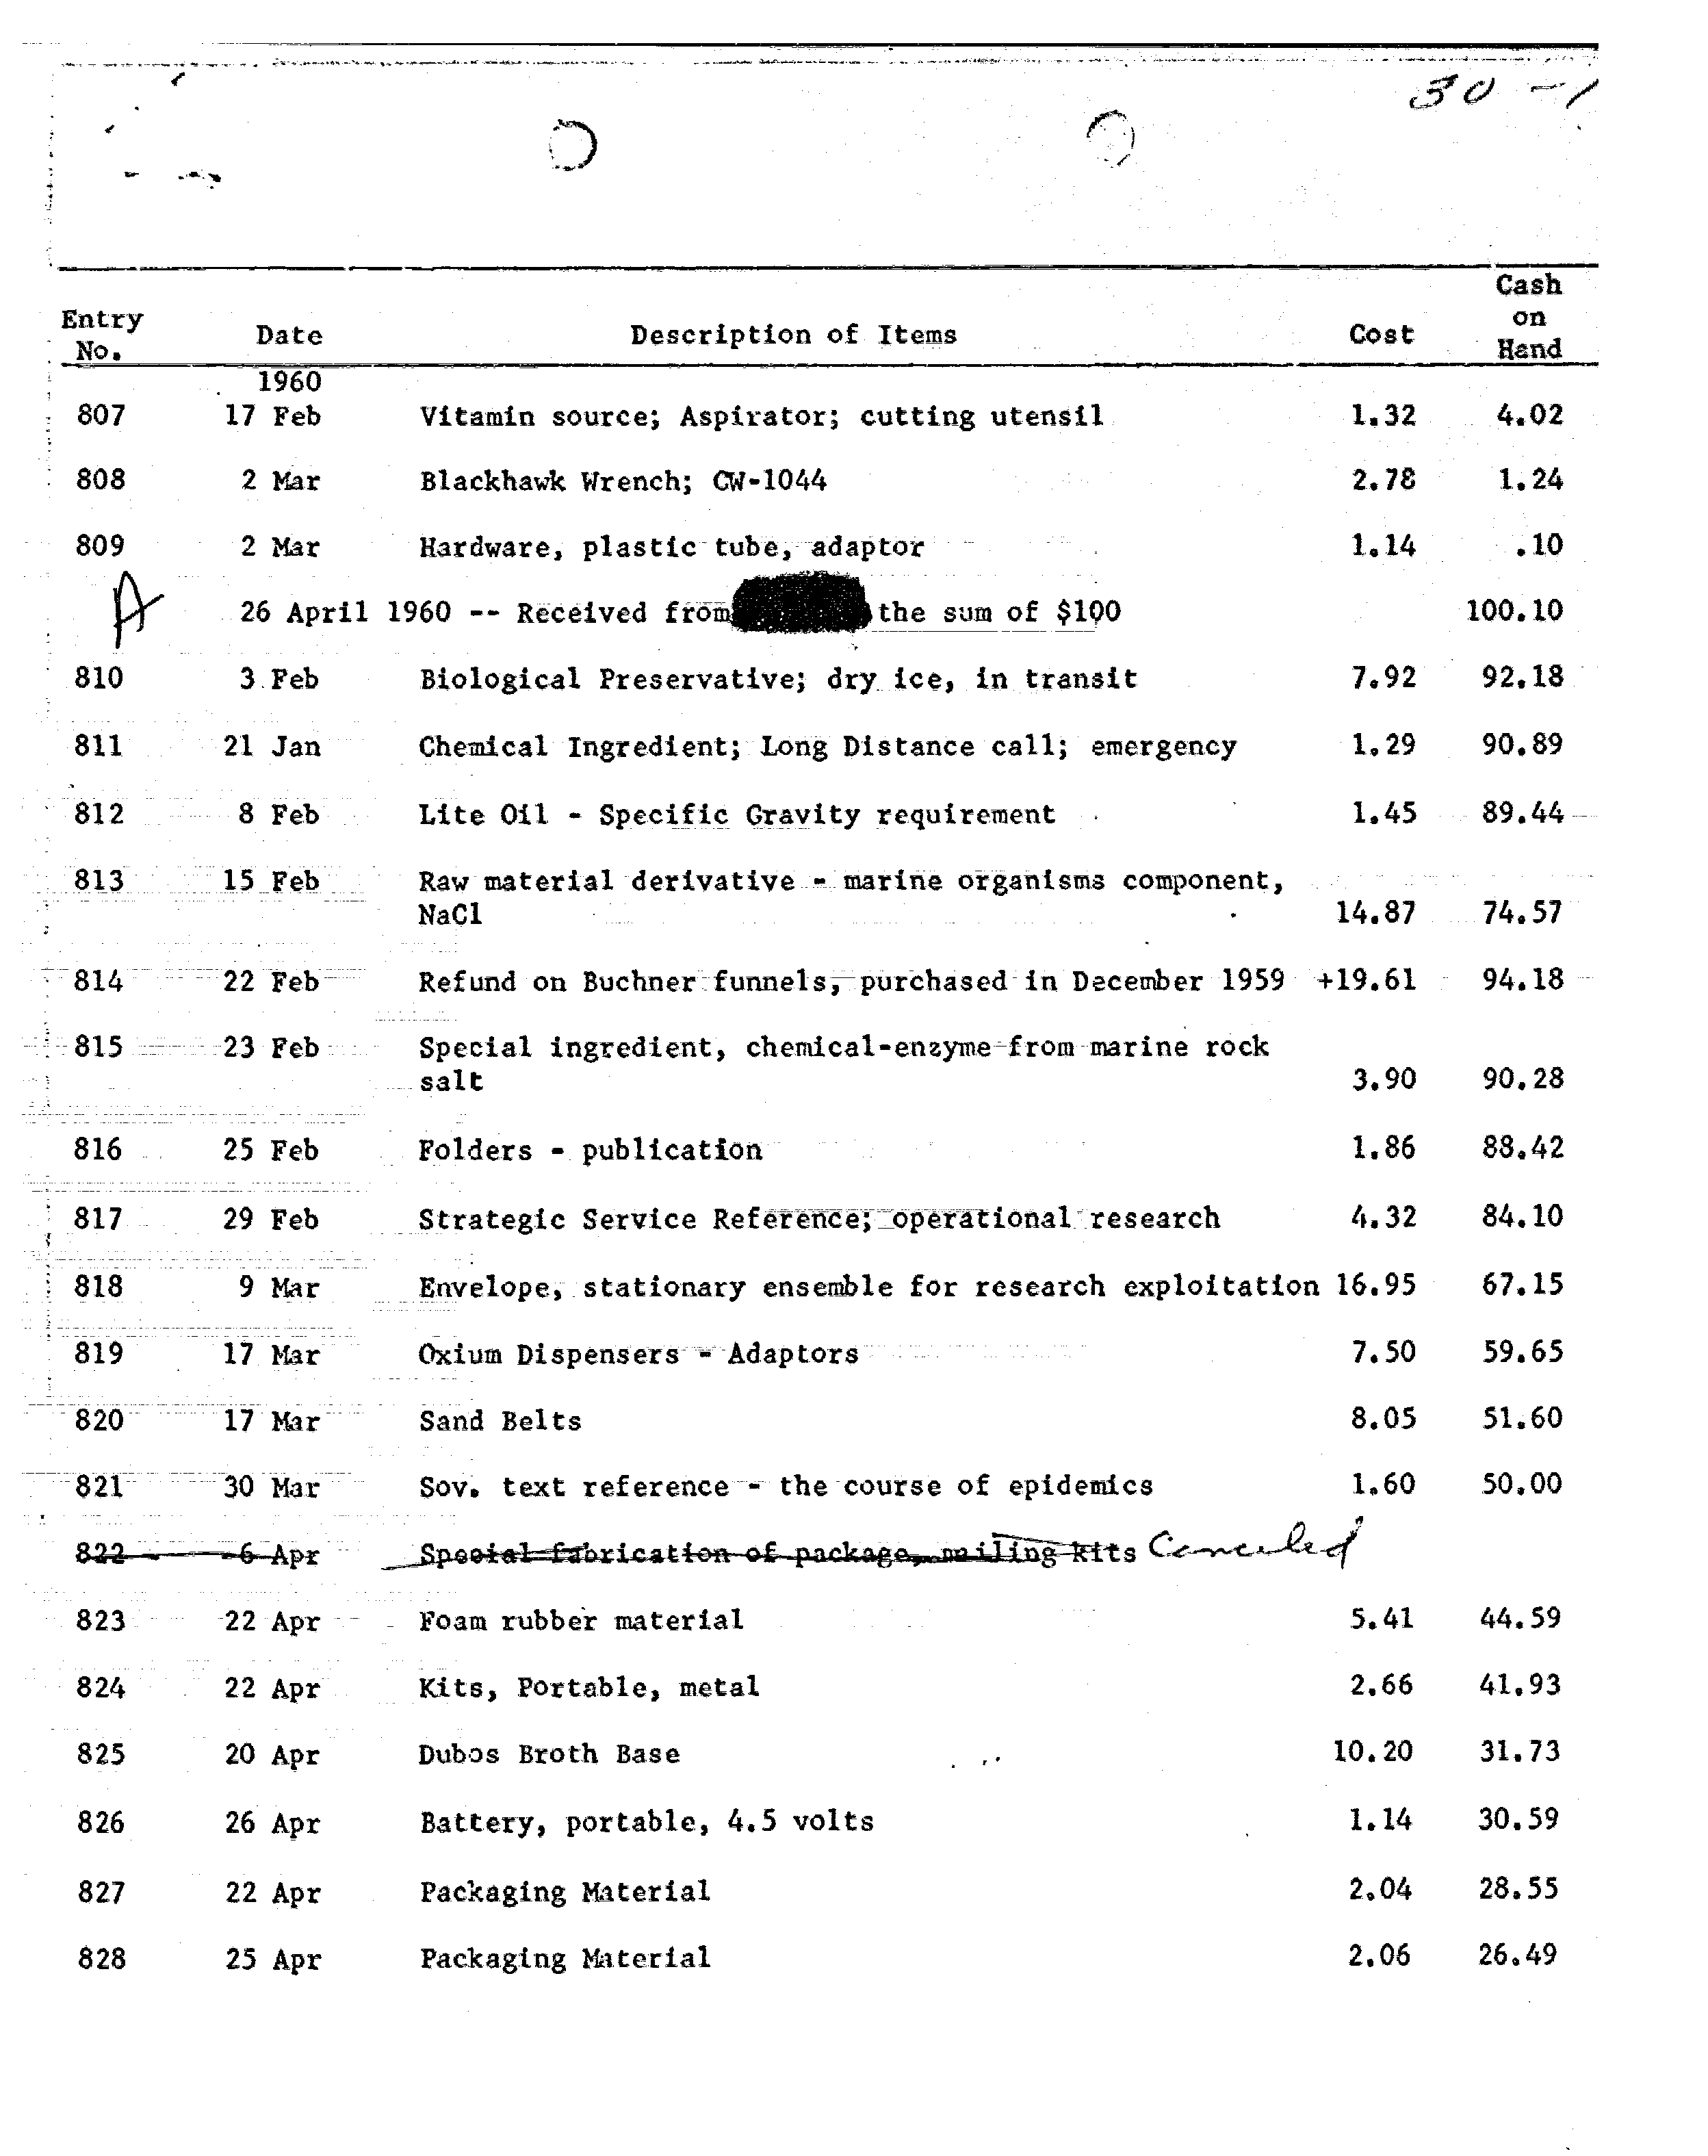 30-1
Cash
Entry on
No. Date Description of Items Cost Hand
1960
807 17 Feb Vitamin source; Aspirator; cutting utensil 1.32 4.02
808 2 Mar Blackhawk Wrench; CW-1044 2.78 1.24
809 2 Mar Hardware, plastic tube, adaptor 1.14 .10
A 26 April 1960 -- Received from the sum of $100 100.10
810 3 Feb Biological Preservative; dry ice, in transit 7.92 92.18
811 21 Jan Chemical Ingredient; Long Distance call; emergency 1.29 90.89
812 8 Feb Lite Oil - Specific Gravity requirement 1.45 89.44
813 15 Feb Raw material derivative - marine organisms component,
NaCl 14.87 74.57
814 22 Feb Refund on Buchner funnels, purchased in December 1959 +19.61 94.18
815 23 Feb Special ingredient, chemical-enzyme from marine rock
salt 3.90 90.28
816 25 Feb Folders - publication 1.86 88.42
817 29 Feb Strategic Service Reference; operational research 4.32 84.10
818 9 Mar Envelope, stationary ensemble for research exploitation 16.95 67.15
819 17 Mar Oxium Dispensers - Adaptors 7.50 59.65
820 17 Mar Sand Belts 8.05 51.60
821 30 Mar Sov. text reference - the course of epidemics 1.60 50.00
822 6 Apr Special fabrication of package, mailing kits Canceled
823 22 Apr Foam rubber material 5.41 44.59
824 22 Apr Kits, Portable, metal 2.66 41.93
825 20 Apr Dubos Broth Base 10.20 31.73
826 26 Apr Battery, portable, 4.5 volts 1.14 30.59
827 22 Apr Packaging Material 2.04 28.55
828 25 Apr Packaging Material 2.06 26.49